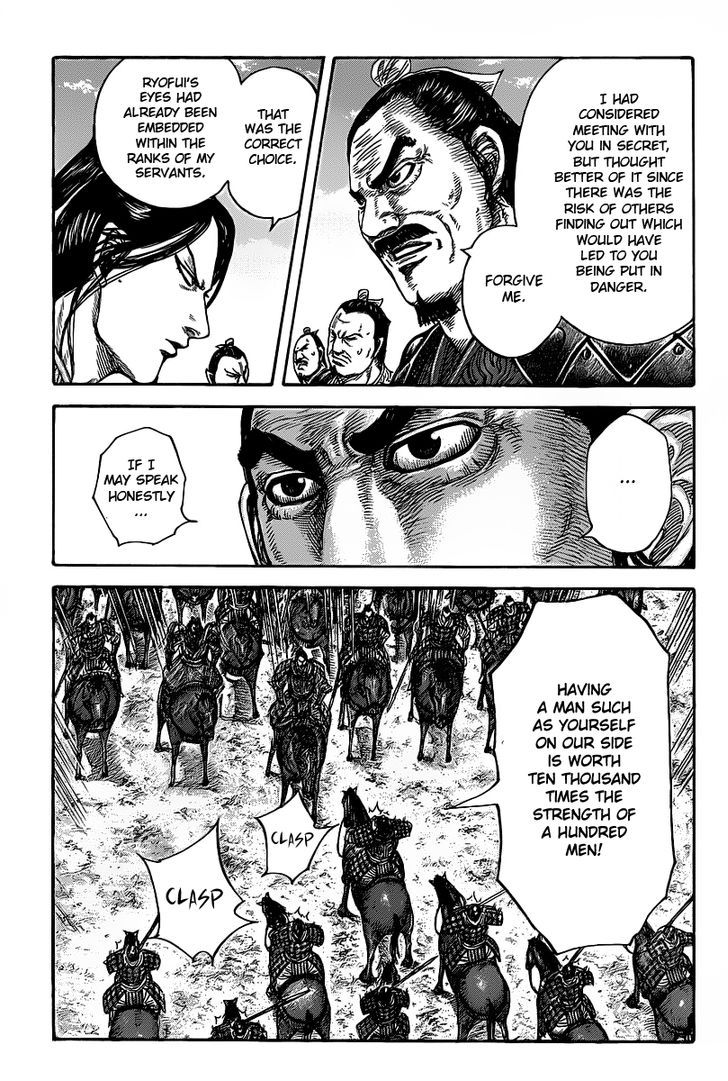 I HAD
CONSIDERED
MEETING WITH
YOU IN SECRET,
BUT THOUGHT
BETTER OF IT SINCE
THERE WAS THE
RISK OF OTHERS
FINDING OUT WHICH
WOULD HAVE
LED TO YOU
BEING PUT IN
DANGER.
FORGIVE
ME.
THAT
WAS THE
CORRECT
CHOICE.
RYOFUI'S
EYES HAD
ALREADY BEEN
EMBEDDED
WITHIN THE
RANKS OF MY
SERVANTS.
...
IF I
MAY SPEAK
HONESTLY
...
HAVING
A MAN SUCH
AS YOURSELF
ON OUR SIDE
IS WORTH
TEN THOUSAND
TIMES THE
STRENGTH OF
A HUNDRED
MEN!
CLASP
CLASP